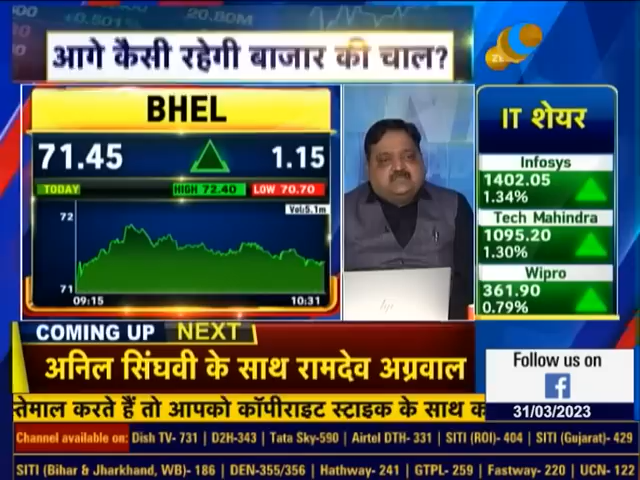 आगे कैसी रहेगी बाजार की चाल?
BHEL
71.45
1.15
TODAY
HIGH 72.40
LOW 70.70
Vol:5.1m
72
71
09:15
10:31
IT शेयर
Infosys
1402.05
1.34%
Tech Mahindra
1095.20
1.30%
Wipro
361.90
0.79%
hp
COMING UP NEXT
अनिल सिंघवी के साथ रामदेव अग्रवाल
Follow us on
31/03/2023
तेमाल करते हैं तो आपको कॉपीराइट स्ट्राइक के साथ क
Channel available on: Dish TV- 731 | D2H-343 | Tata Sky-590 | Airtel DTH- 331 | SITI (ROI)- 404 | SITI (Gujarat)- 429
SITI (Bihar & Jharkhand, WB)- 186 | DEN-355/356 | Hathway- 241 | GTPL- 259 | Fastway- 220 | UCN- 122